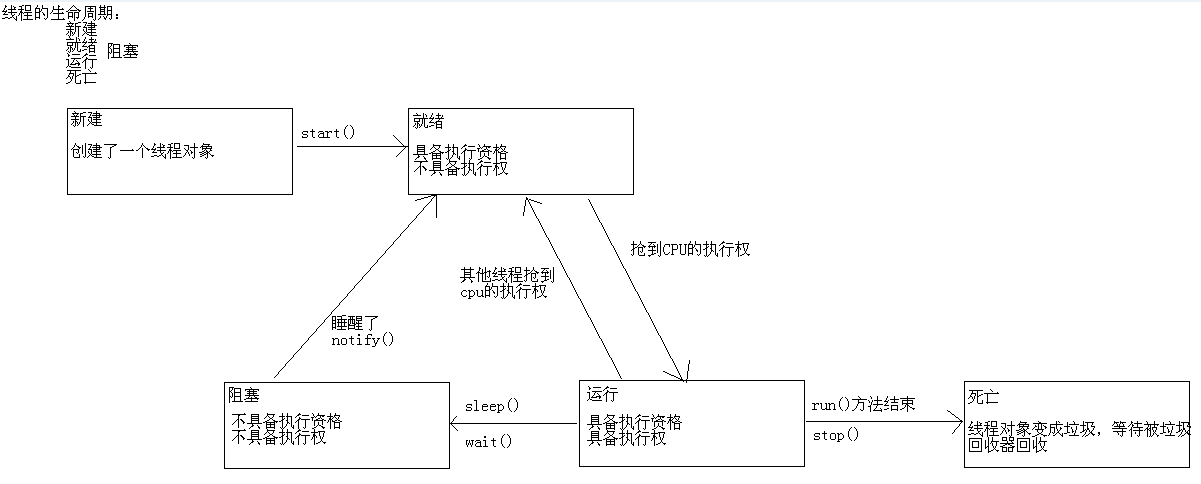 线程的生命周期：
新建
就绪 阻塞
运行
死亡
新建
创建了一个线程对象
start()
就绪
具备执行资格
不具备执行权
抢到CPU的执行权
其他线程抢到
cpu的执行权
睡醒了
notify()
阻塞
不具备执行资格
不具备执行权
sleep()
wait()
运行
具备执行资格
具备执行权
run()方法结束
stop()
死亡
线程对象变成垃圾，等待被垃圾
回收器回收